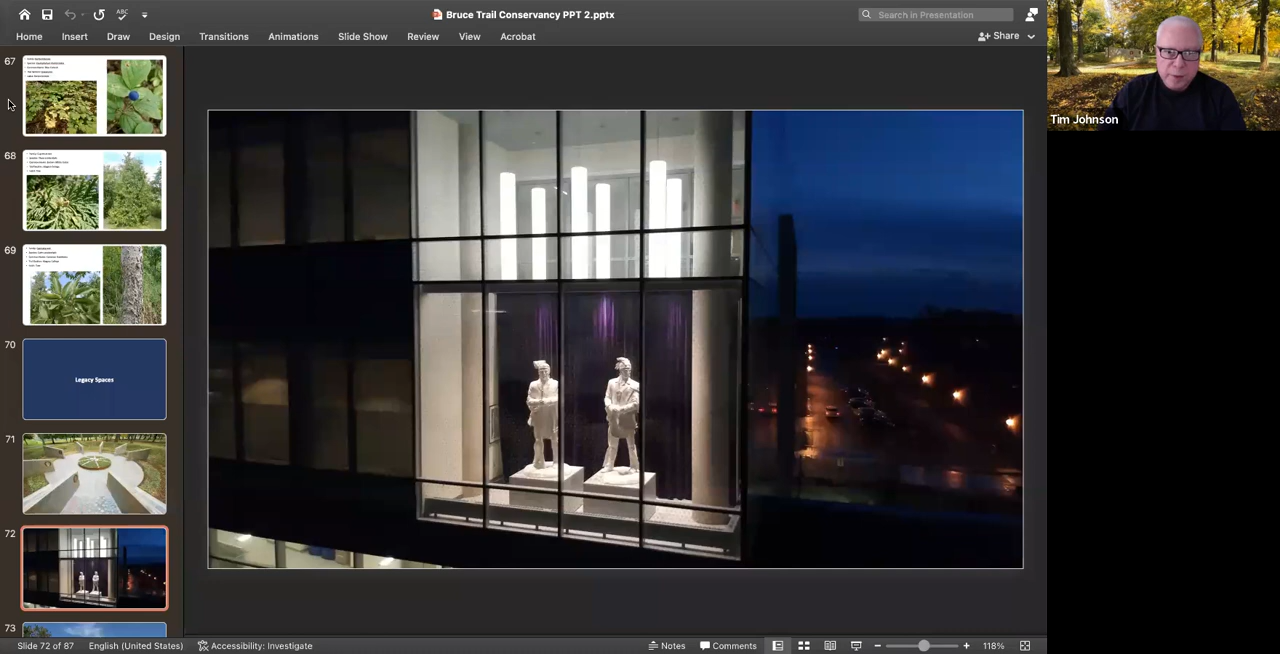 Bruce Trail Conservancy PPT 2.pptx
Search in Presentation
Home Insert Draw Design Transitions Animations Slide Show Review View Acrobat
Share
ABC
Tim Johnson
67
68
69
70
Legacy Spaces
71
72
73
Slide 72 of 87 English (United States) Accessibility: Investigate
Notes Comments 118%